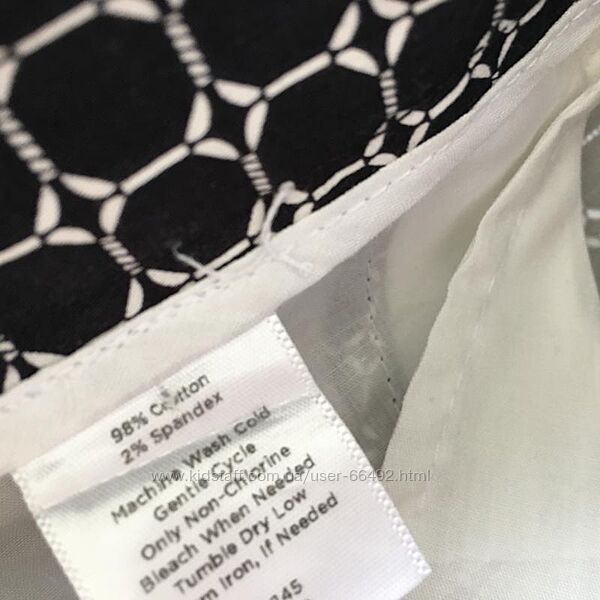 98% Cotton
2% Spandex
Machine Wash Cold
Gentle Cycle
Only Non-Chlorine
Bleach When Needed
Tumble Dry Low
Iron, If Needed
345
www.kidstaff.com.ua/user-66492.html